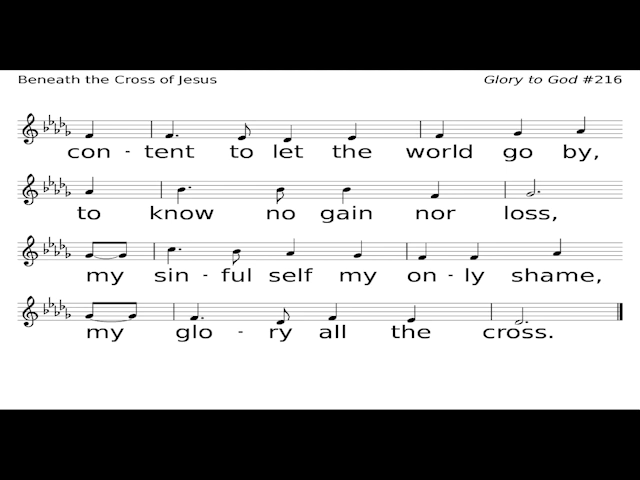 Beneath the Cross of Jesus Glory to God #216
con - tent to let the world go by,
to know no gain nor loss,
my sin - ful self my on - ly shame,
my glo - ry all the cross.